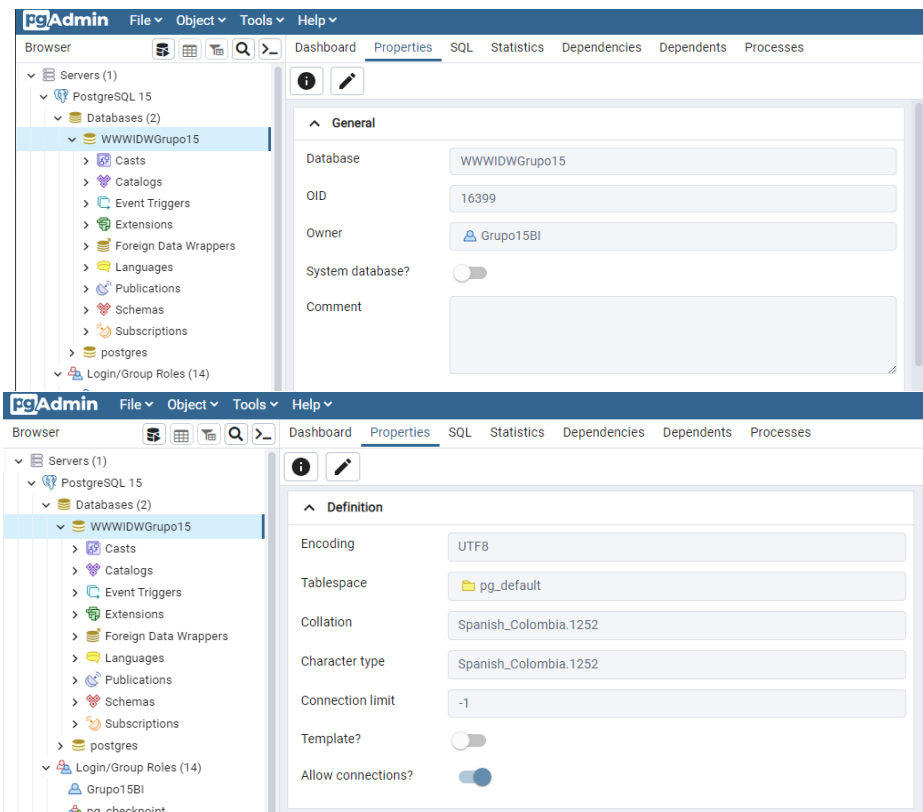 pgAdmin File Object Tools Help
Browser Dashboard Properties SQL Statistics Dependencies Dependents Processes
Servers (1)
PostgreSQL 15
Databases (2)
WWWIDWGrupo15
Casts
Catalogs
Event Triggers
Extensions
Foreign Data Wrappers
Languages
Publications
Schemas
Subscriptions
postgres
Login/Group Roles (14)
General
Database WWWIDWGrupo15
OID 16399
Owner Grupo15BI
System database?
Comment
pgAdmin File Object Tools Help
Browser Dashboard Properties SQL Statistics Dependencies Dependents Processes
Servers (1)
PostgreSQL 15
Databases (2)
WWWIDWGrupo15
Casts
Catalogs
Event Triggers
Extensions
Foreign Data Wrappers
Languages
Publications
Schemas
Subscriptions
postgres
Login/Group Roles (14)
Grupo15BI
pg_checkpoint
Definition
Encoding UTF8
Tablespace pg_default
Collation Spanish_Colombia.1252
Character type Spanish_Colombia.1252
Connection limit -1
Template?
Allow connections?